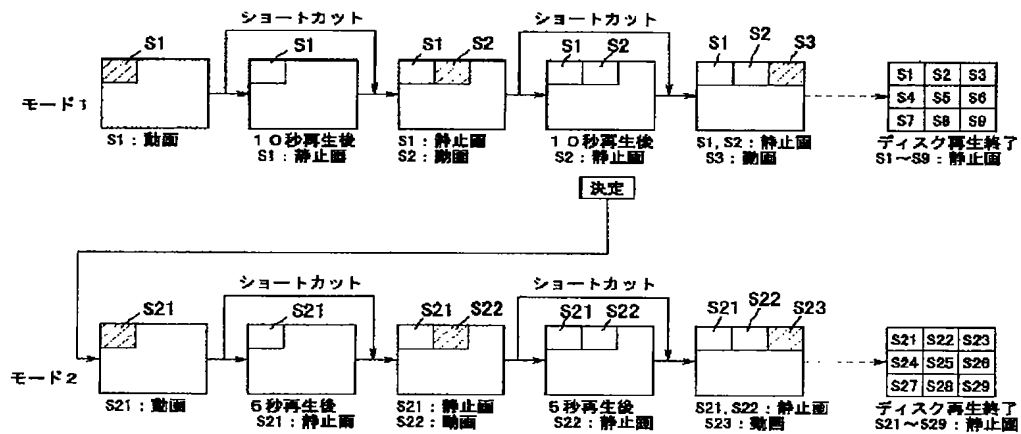 ショートカット
ショートカット
S1
S1
S1 S2
S1 S2
S1 S2 S3
モード1
S1 S2 S3
S4 S5 S6
S7 S8 S9
S1:動画
10秒再生後
S1:静止画
S1:静止画
S2:動画
10秒再生後
S2:静止画
S1,S2:静止画
S3:動画
ディスク再生終了
S1~S9:静止画
決定
ショートカット
ショートカット
S21
S21
S21 S22
S21 S22
S21 S22 S23
モード2
S21 S22 S23
S24 S25 S26
S27 S28 S29
S21:動画
5秒再生後
S21:静止画
S21:静止画
S22:動画
5秒再生後
S22:静止画
S21,S22:静止画
S23:動画
ディスク再生終了
S21~S29:静止画